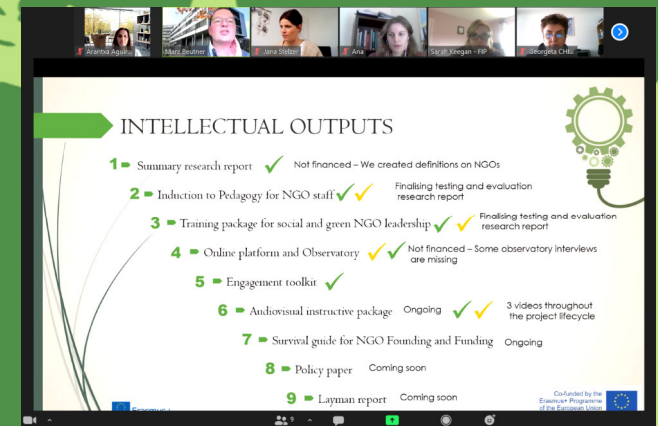 Arantxa Aguir...
Marc Beutner
Jana Stelzer
Ana
Sarah Keegan - FIP
Georgeta CHI...
INTELLECTUAL OUTPUTS
1 Summary research report Not financed – We created definitions on NGOs
2 Induction to Pedagogy for NGO staff Finalising testing and evaluation
research report
3 Training package for social and green NGO leadership Finalising testing and evaluation
research report
4 Online platform and Observatory Not financed – Some observatory interviews
are missing
5 Engagement toolkit
6 Audiovisual instructive package Ongoing 3 videos throughout
the project lifecycle
7 Survival guide for NGO Founding and Funding Ongoing
8 Policy paper Coming soon
9 Layman report Coming soon
Erasmus+
Co-funded by the
Erasmus+ Programme
of the European Union
9